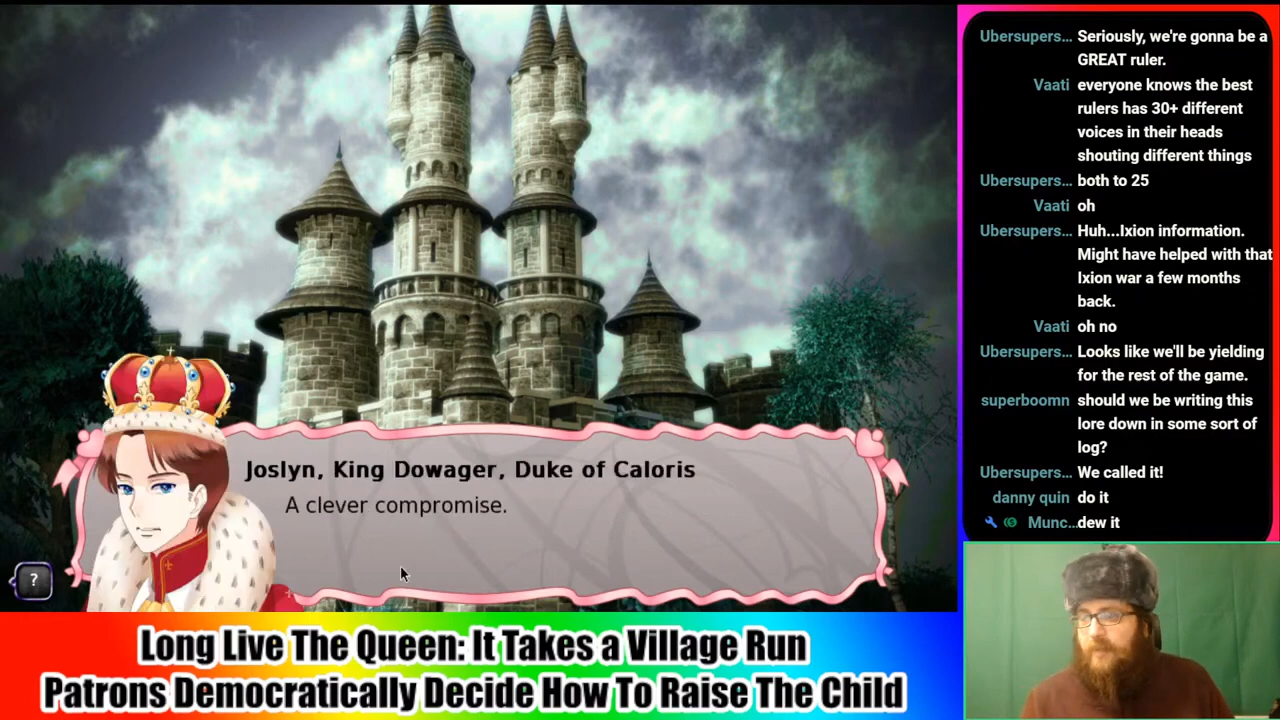 Joslyn, King Dowager, Duke of Caloris
A clever compromise.
?
Long Live The Queen: It Takes a Village Run
Patrons Democratically Decide How To Raise The Child
Ubersupers... Seriously, we're gonna be a
GREAT ruler.
Vaati everyone knows the best
rulers has 30+ different
voices in their heads
shouting different things
Ubersupers... both to 25
Vaati oh
Ubersupers... Huh...Ixion information.
Might have helped with that
Ixion war a few months
back.
Vaati oh no
Ubersupers... Looks like we'll be yielding
for the rest of the game.
superboomn should we be writing this
lore down in some sort of
log?
Ubersupers... We called it!
danny quin do it
Munc... dew it